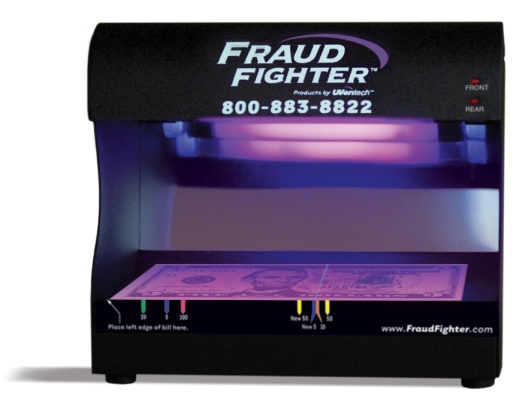 FRAUD
FIGHTER™
Products by UVeritech™
800-883-8822
FRONT
REAR
20 5 100 New 50 50
Place left edge of bill here. New 5 10
www.FraudFighter.com